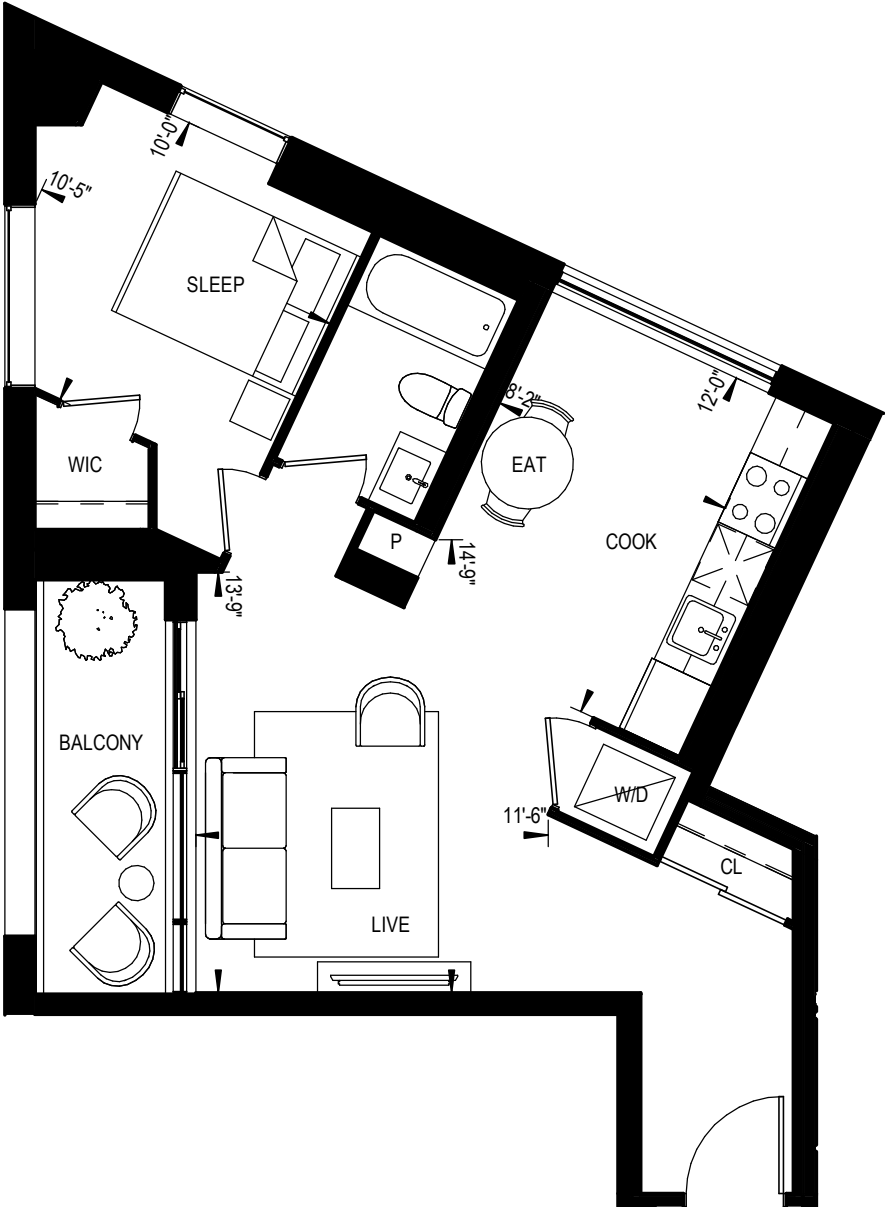 10'-0"
10'-5"
SLEEP
8'-2"
12'-0"
WIC
EAT
P
COOK
14'-9"
13'-9"
BALCONY
W/D
11'-6"
CL
LIVE